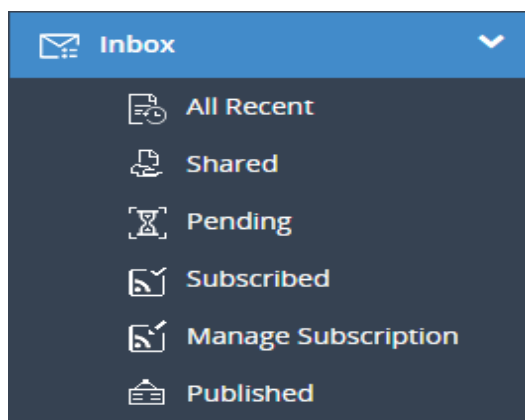 Inbox
All Recent
Shared
Pending
Subscribed
Manage Subscription
Published